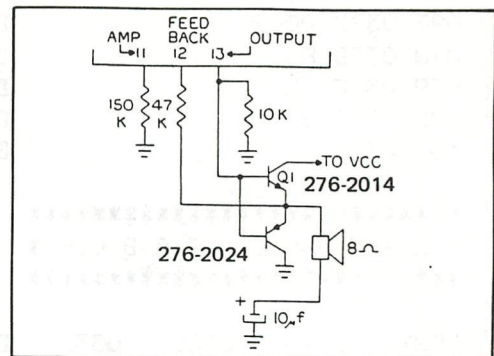 FEED
AMP BACK OUTPUT
11 12 13
150 K
47 K
10K
TO VCC
Q1
276-2014
276-2024
8Ω
+
10μf